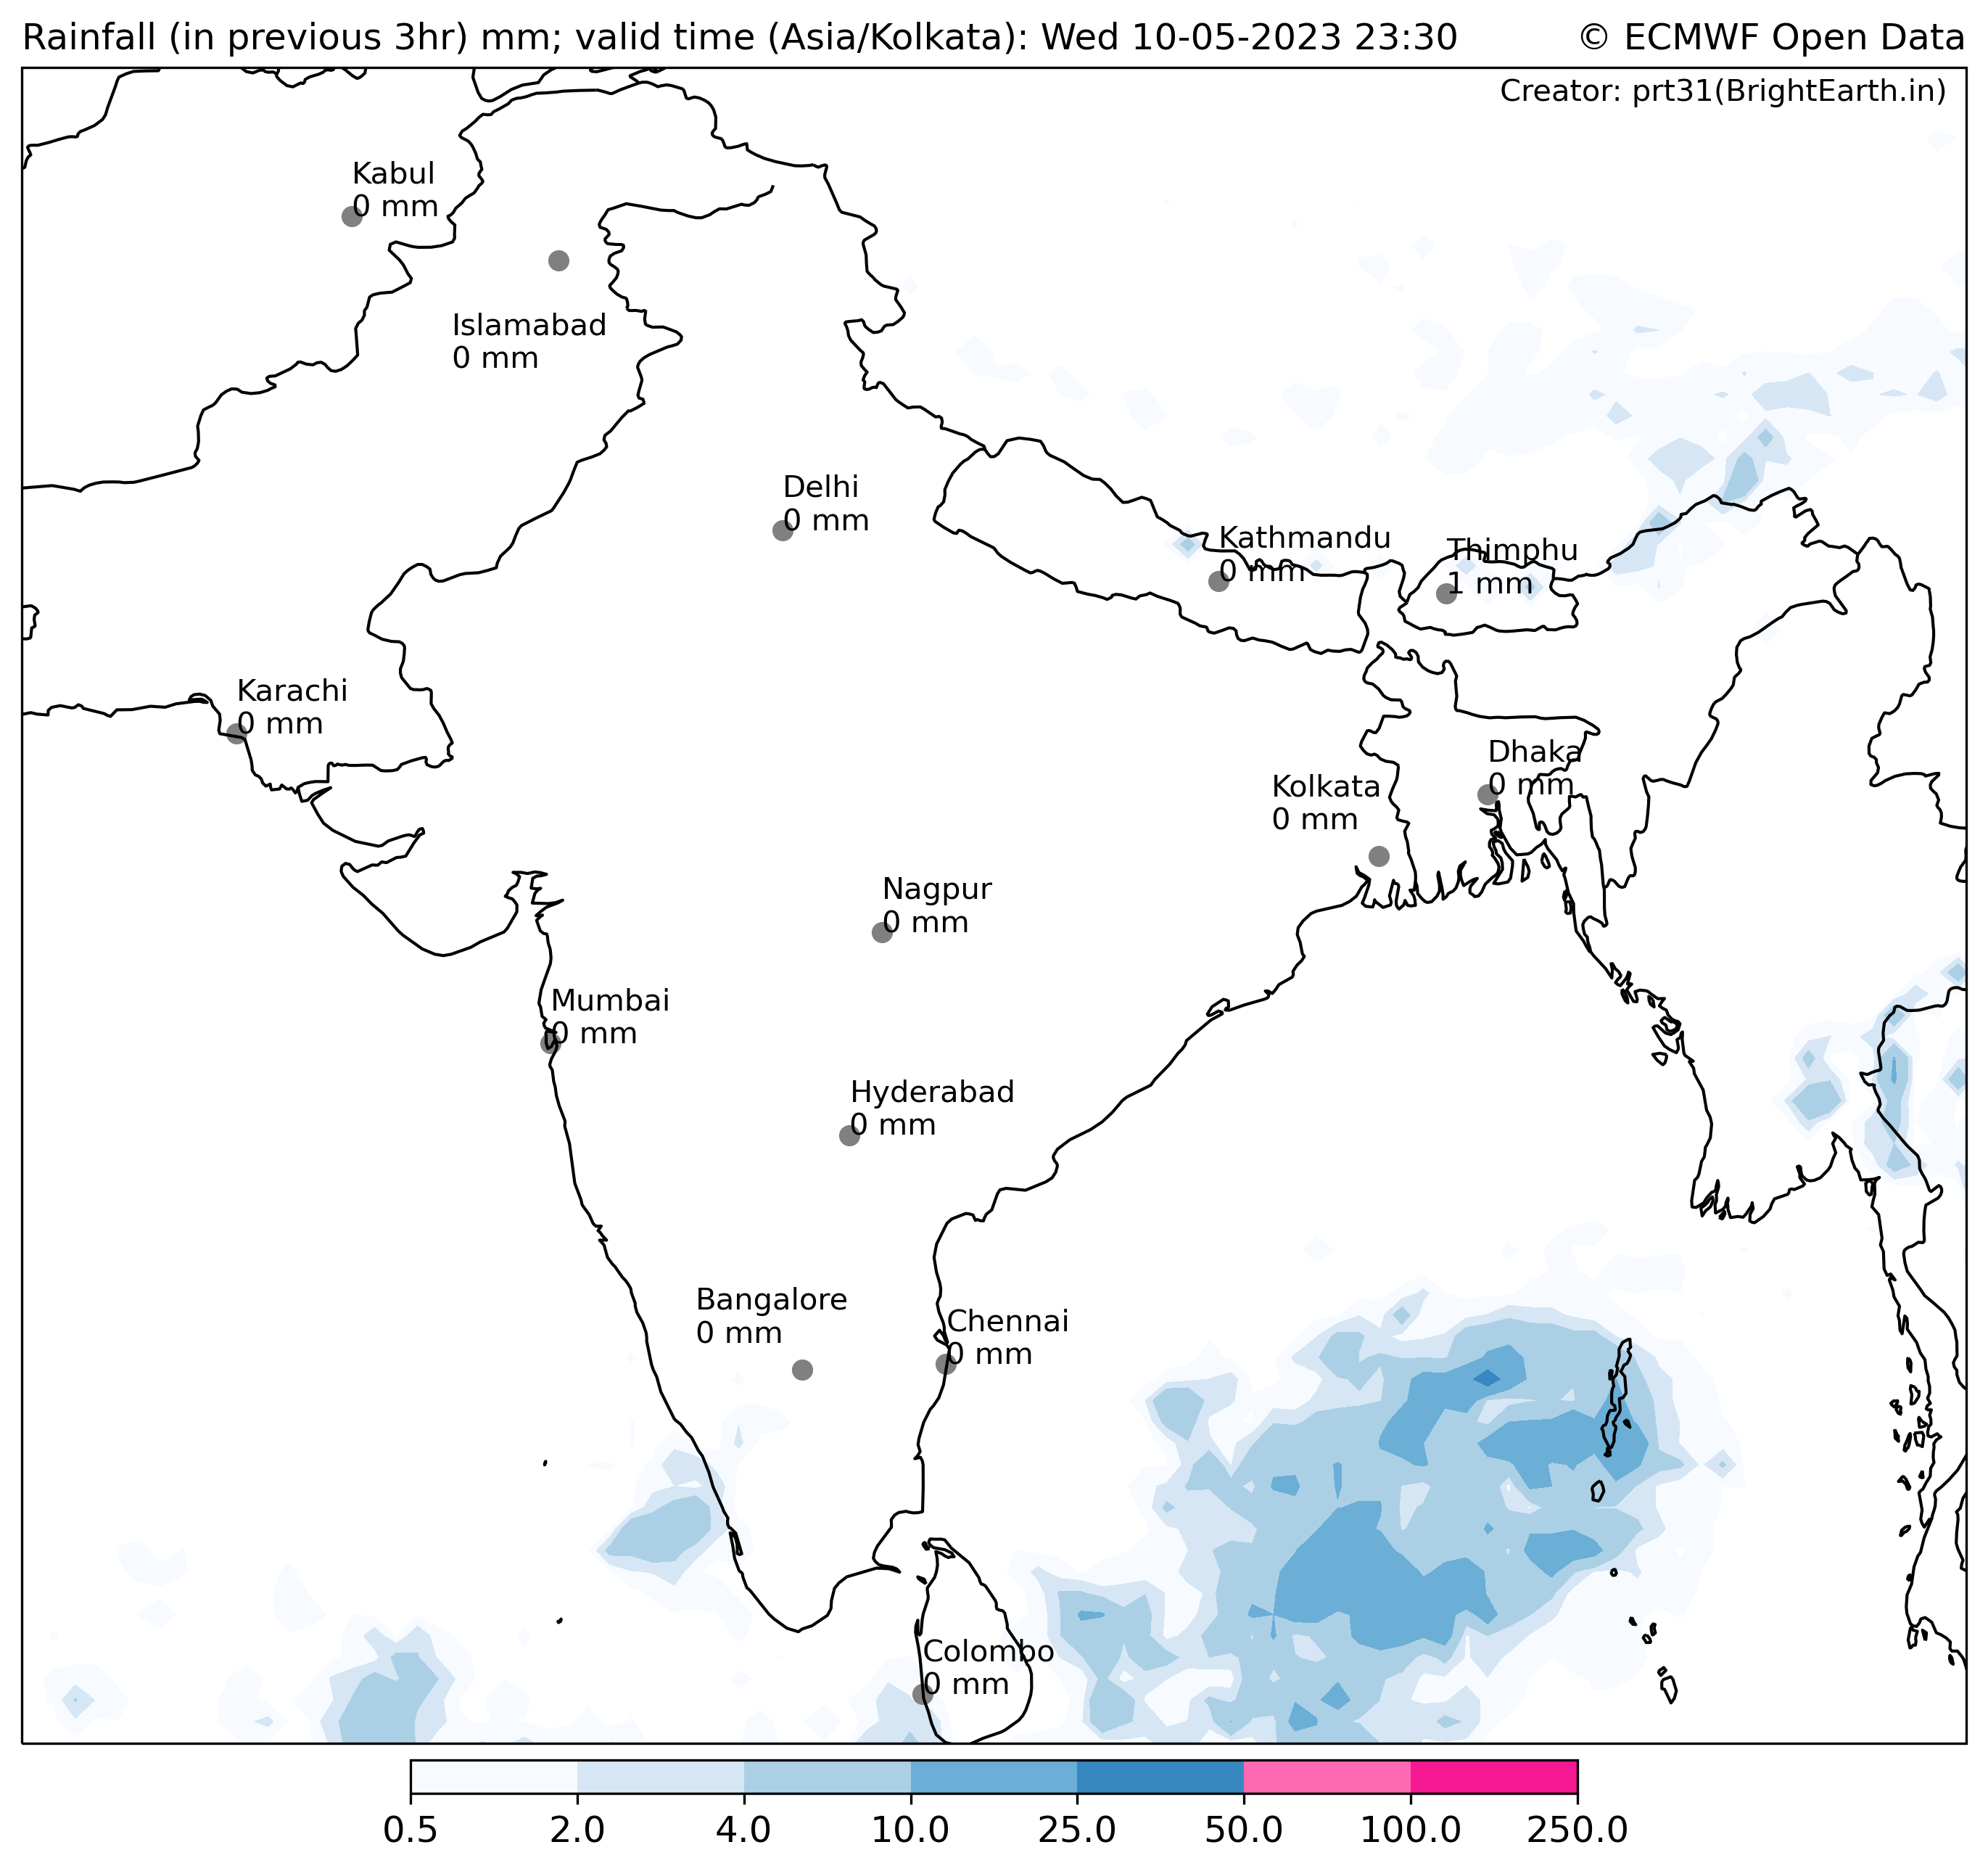 Rainfall (in previous 3hr) mm; valid time (Asia/Kolkata): Wed 10-05-2023 23:30
© ECMWF Open Data
Creator: prt31(BrightEarth.in)
Kabul
0 mm
Islamabad
0 mm
Delhi
0 mm
Kathmandu
0 mm
Thimphu
1 mm
Karachi
0 mm
Dhaka
0 mm
Kolkata
0 mm
Nagpur
0 mm
Mumbai
0 mm
Hyderabad
0 mm
Bangalore
0 mm
Chennai
0 mm
Colombo
0 mm
0.5 2.0 4.0 10.0 25.0 50.0 100.0 250.0